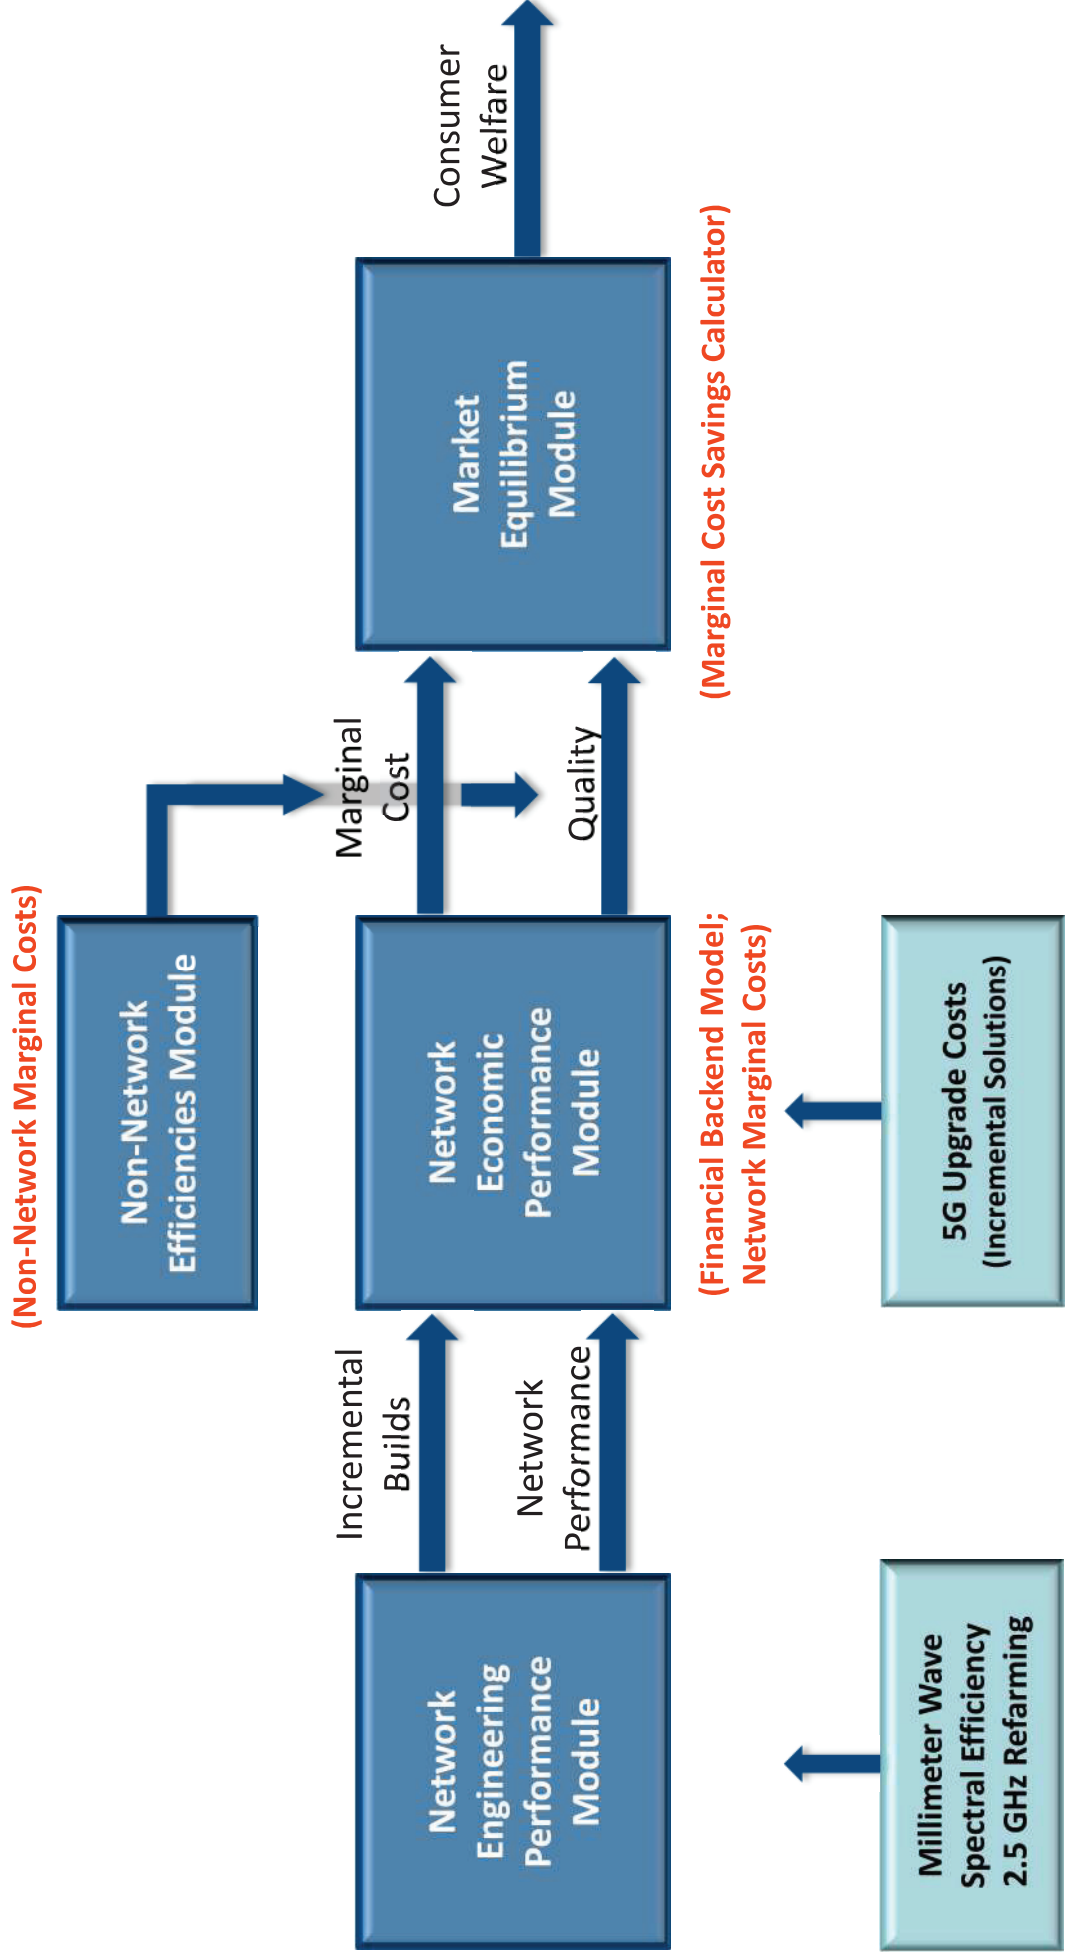 (Non-Network Marginal Costs)
Non-Network
Efficiencies Module
Network
Engineering
Performance
Module
Incremental
Builds
Network
Performance
Network
Economic
Performance
Module
Marginal
Cost
Quality
Market
Equilibrium
Module
Consumer
Welfare
(Financial Backend Model;
Network Marginal Costs)
(Marginal Cost Savings Calculator)
Millimeter Wave
Spectral Efficiency
2.5 GHz Refarming
5G Upgrade Costs
(Incremental Solutions)